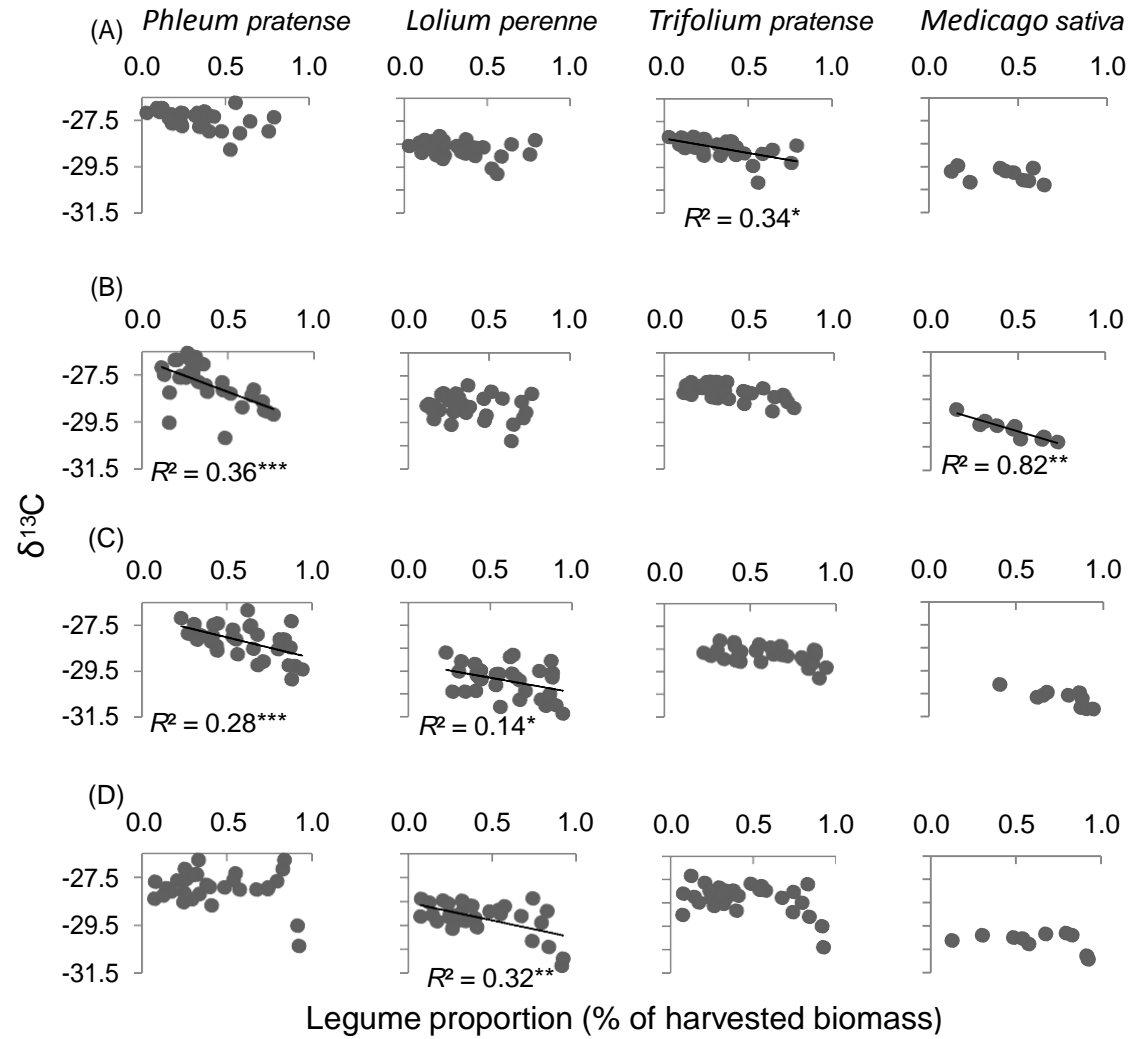 (A) Phleum pratense Lolium perenne Trifolium pratense Medicago sativa
0.0 0.5 1.0 0.0 0.5 1.0 0.0 0.5 1.0 0.0 0.5 1.0
-27.5
-29.5
-31.5
R² = 0.34*
(B)
0.0 0.5 1.0 0.0 0.5 1.0 0.0 0.5 1.0 0.0 0.5 1.0
-27.5
-29.5
-31.5
R² = 0.36*** R² = 0.82**
δ¹³C
(C)
0.0 0.5 1.0 0.0 0.5 1.0 0.0 0.5 1.0 0.0 0.5 1.0
-27.5
-29.5
-31.5
R² = 0.28*** R² = 0.14*
(D)
0.0 0.5 1.0 0.0 0.5 1.0 0.0 0.5 1.0 0.0 0.5 1.0
-27.5
-29.5
-31.5
R² = 0.32**
Legume proportion (% of harvested biomass)